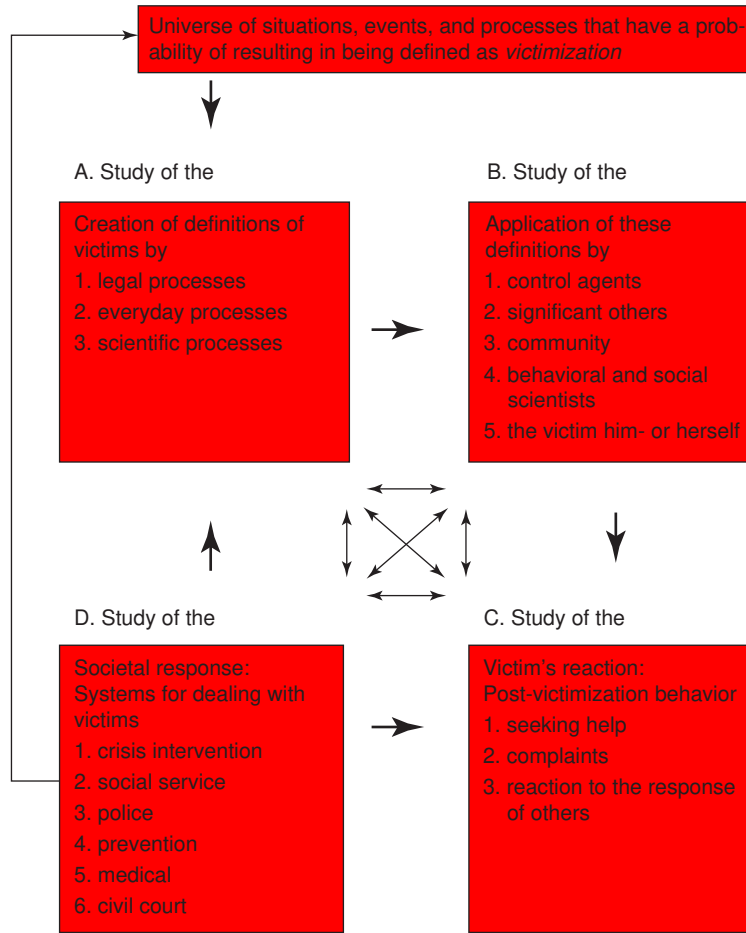 Universe of situations, events, and processes that have a prob-
ability of resulting in being defined as victimization
A. Study of the
Creation of definitions of
victims by
1. legal processes
2. everyday processes
3. scientific processes
B. Study of the
Application of these
definitions by
1. control agents
2. significant others
3. community
4. behavioral and social
scientists
5. the victim him- or herself
D. Study of the
Societal response:
Systems for dealing with
victims
1. crisis intervention
2. social service
3. police
4. prevention
5. medical
6. civil court
C. Study of the
Victim's reaction:
Post-victimization behavior
1. seeking help
2. complaints
3. reaction to the response
of others